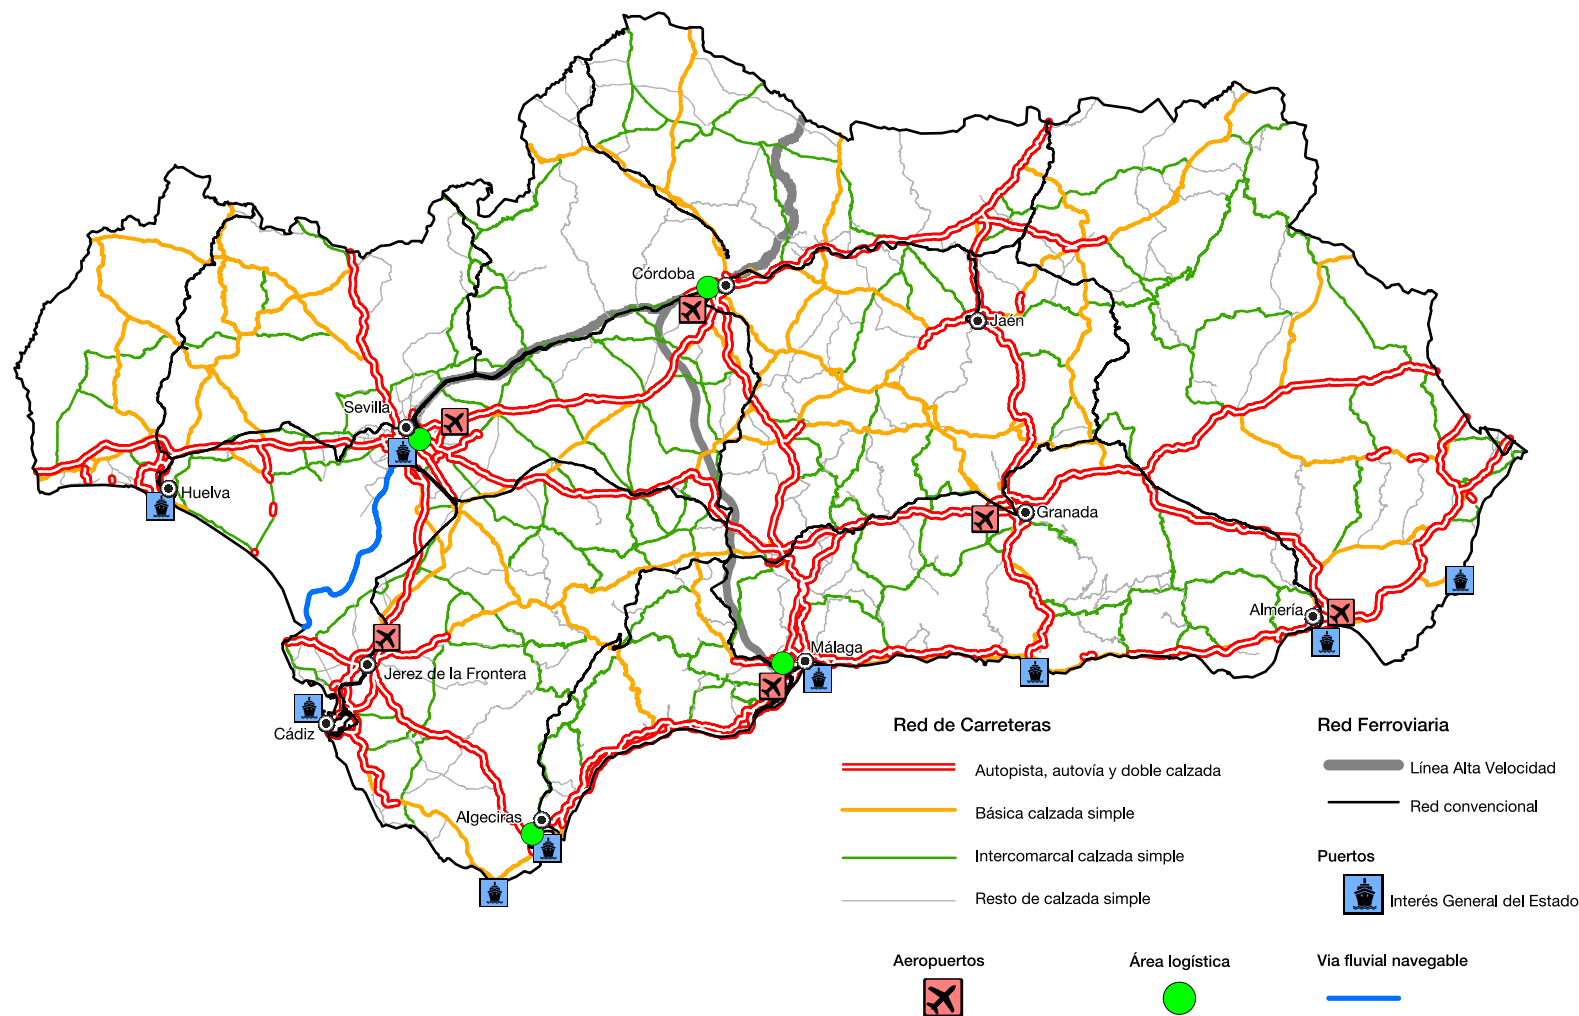 Córdoba
Jaén
Sevilla
Huelva
Granada
Almería
Málaga
Jerez de la Frontera
Cádiz
Algeciras
Red de Carreteras
Autopista, autovía y doble calzada
Básica calzada simple
Intercomarcal calzada simple
Resto de calzada simple
Red Ferroviaria
Línea Alta Velocidad
Red convencional
Puertos
Interés General del Estado
Aeropuertos
Área logística
Via fluvial navegable